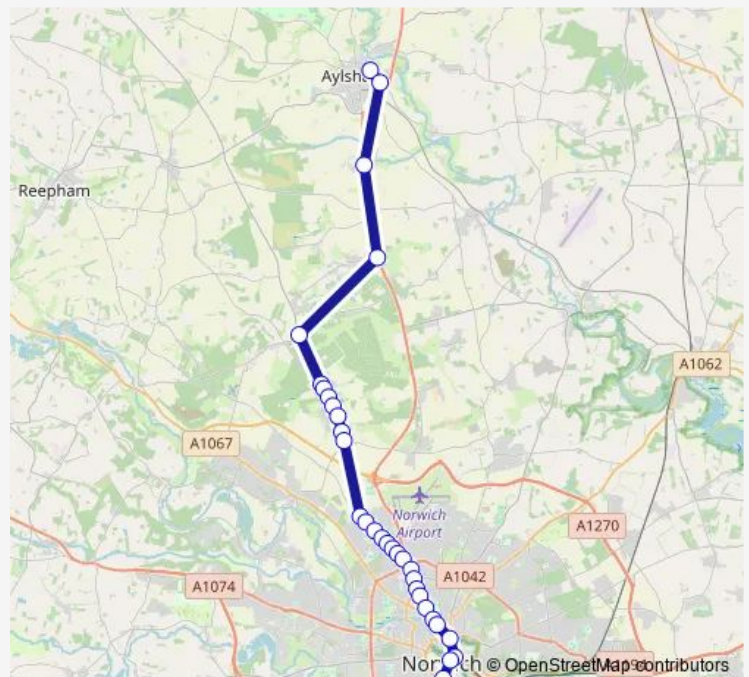 Aylsh
Reepham
A1062
A1067
Norwich
Airport
A1270
A1042
A1074
Norwich © OpenStreetMap contributors